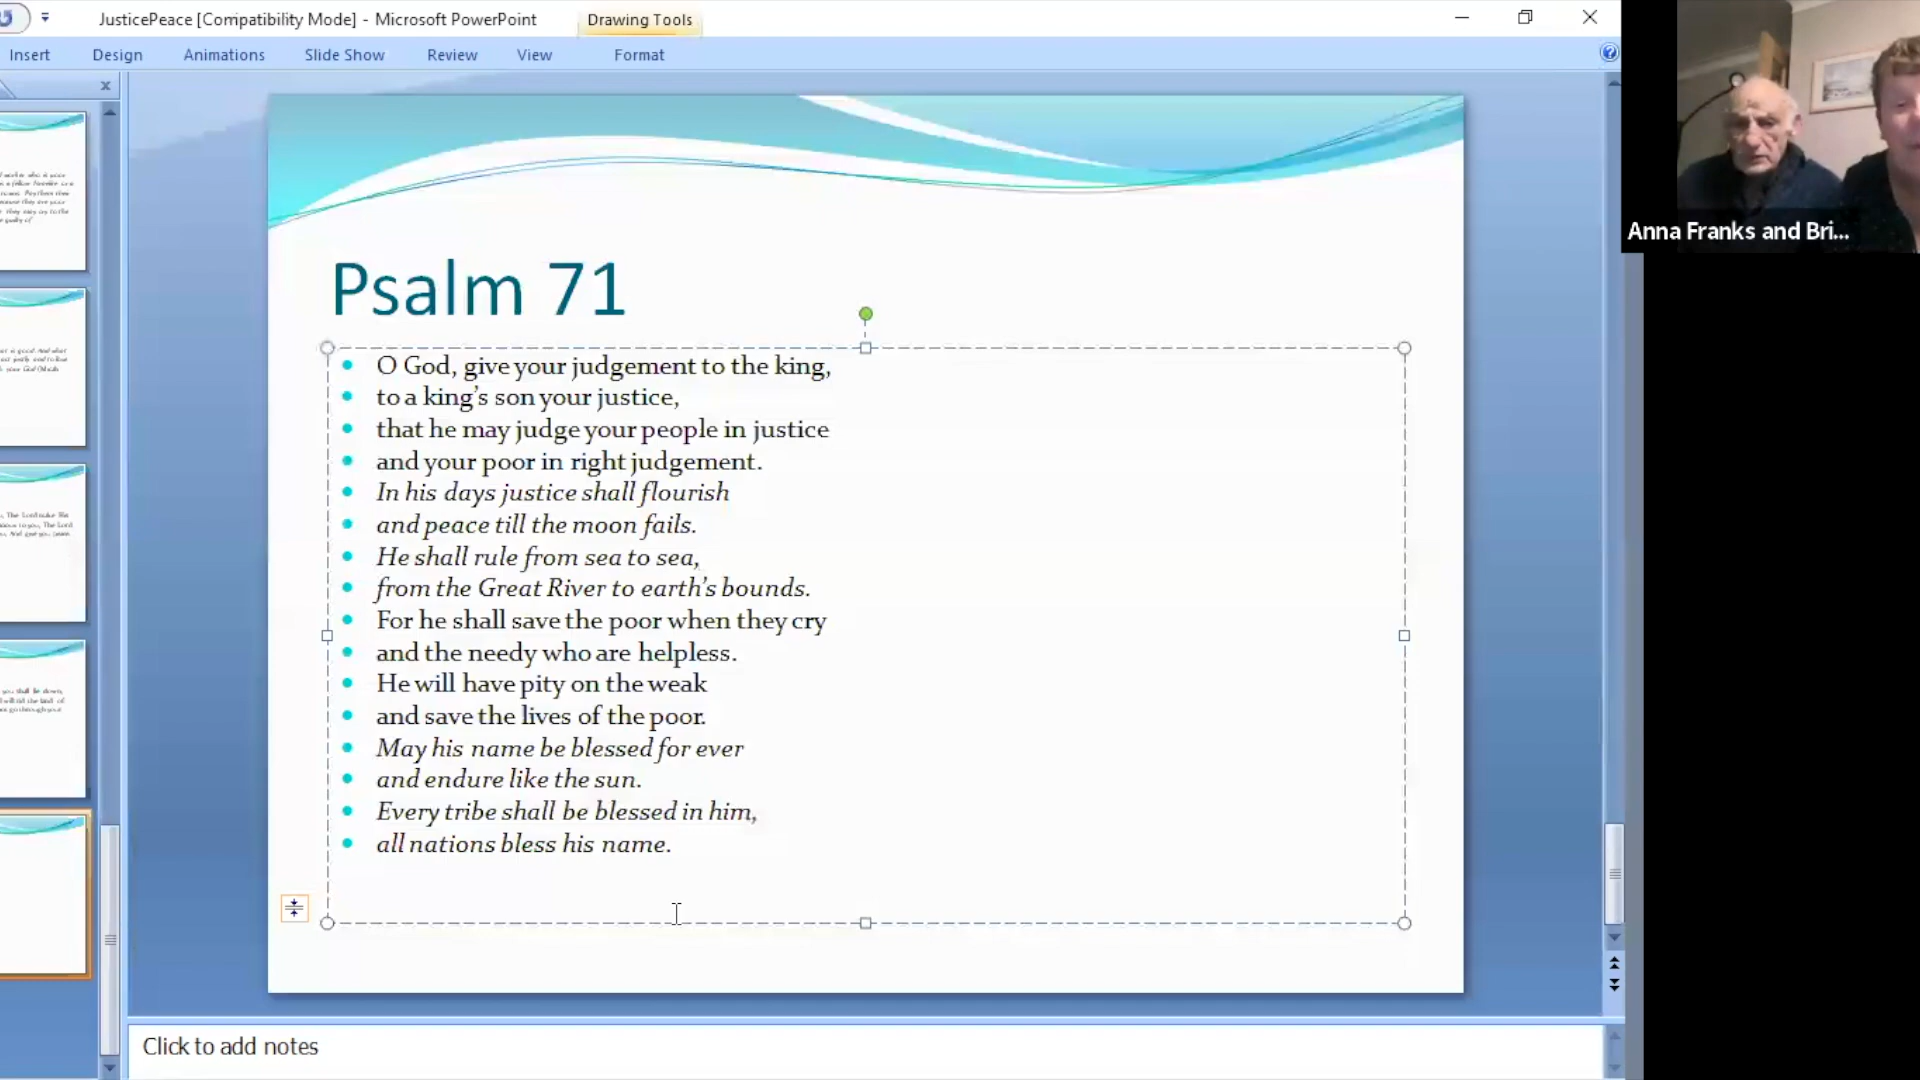 JusticePeace [Compatibility Mode] - Microsoft PowerPoint
Drawing Tools
Insert Design Animations Slide Show Review View Format
Anna Franks and Bri...
Psalm 71
O God, give your judgement to the king,
to a king's son your justice,
that he may judge your people in justice
and your poor in right judgement.
In his days justice shall flourish
and peace till the moon fails.
He shall rule from sea to sea,
from the Great River to earth's bounds.
For he shall save the poor when they cry
and the needy who are helpless.
He will have pity on the weak
and save the lives of the poor.
May his name be blessed for ever
and endure like the sun.
Every tribe shall be blessed in him,
all nations bless his name.
Click to add notes